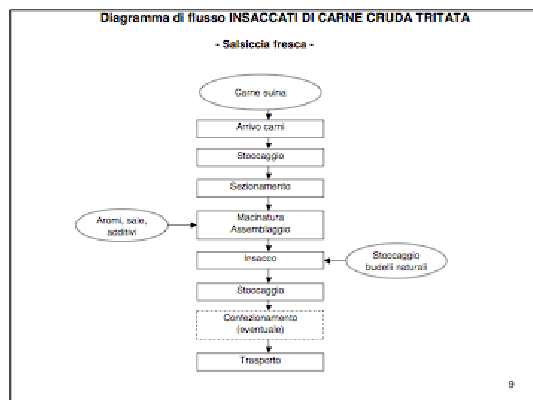 Diagramma di flusso INSACCATI DI CARNE CRUDA TRITATA
- Salsiccia fresca -
Carne suina
Arrivo carni
Stoccaggio
Sezionamento
Aromi, sale,
additivi
Macinatura
Assemblaggio
Insacco
Stoccaggio
budelli naturali
Stoccaggio
Confezionamento
(eventuale)
Trasporto
9